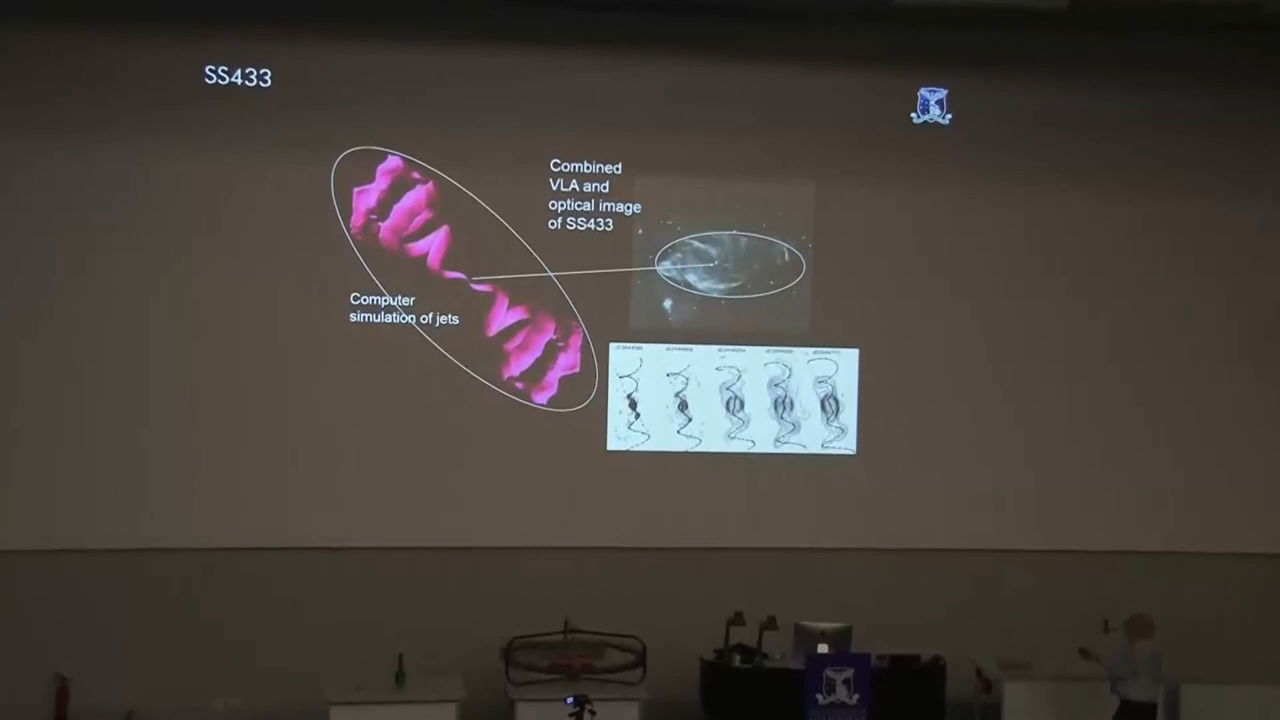 SS433
Combined
VLA and
optical image
of SS433
Computer
simulation of jets